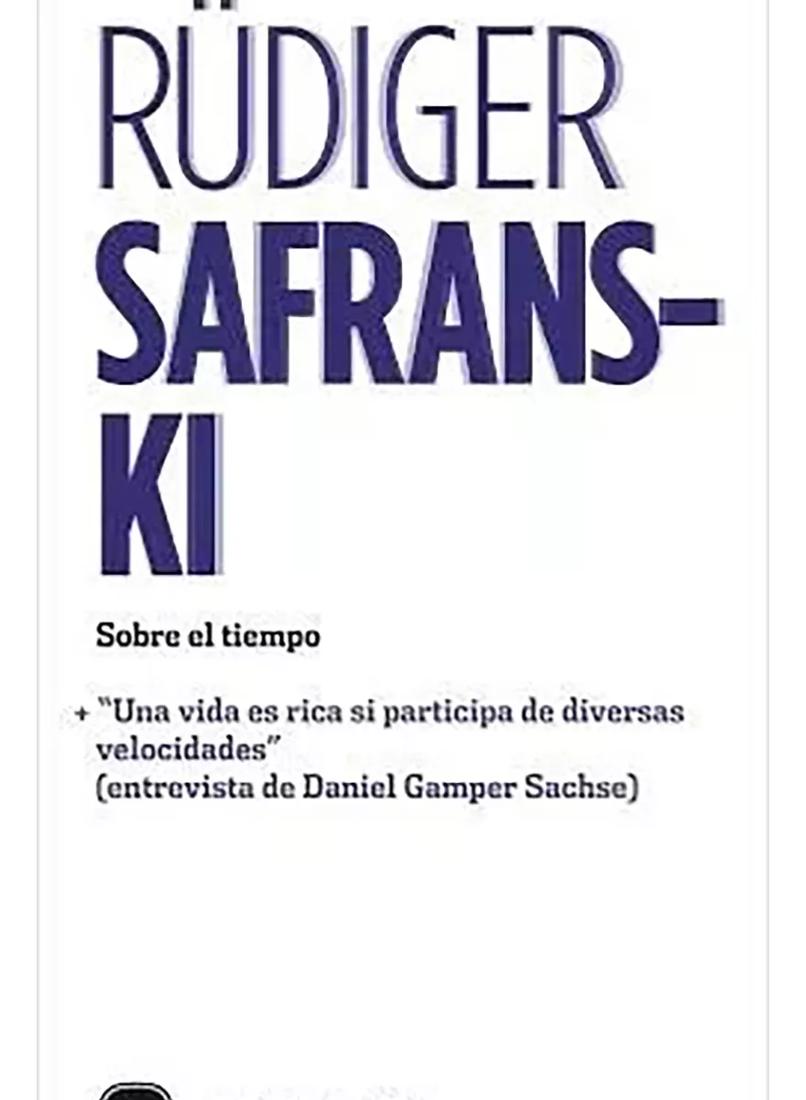 RÜDIGER
SAFRANS-
KI
Sobre el tiempo
+ "Una vida es rica si participa de diversas
velocidades"
(entrevista de Daniel Gamper Sachse)